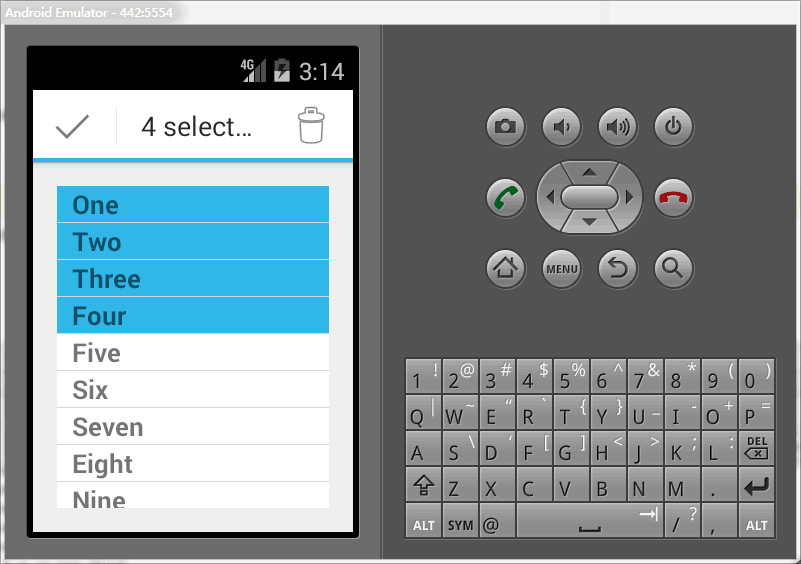 Android Emulator - 442:5554
4G 3:14
4 select...
One
Two
Three
Four
Five
Six
Seven
Eight
Nine
MENU
1 ! 2 @ 3 # 4 $ 5 % 6 ^ 7 & 8 * 9 ( 0 )
Q | W ~ E “ R ` T { Y } U _ I - O + P =
A S \ D ‘ F [ G ] H < J > K ; L : DEL
Z X C V B N M .
ALT SYM @ / ? , ALT